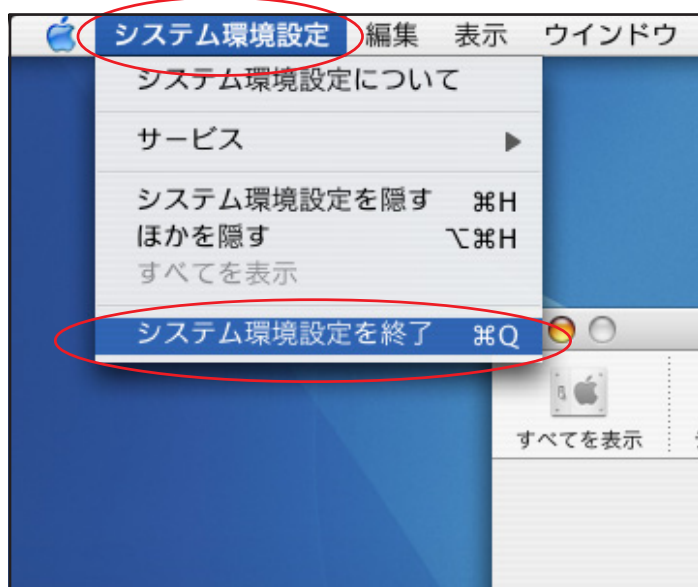 システム環境設定 編集 表示 ウインドウ
システム環境設定について
サービス ▶
システム環境設定を隠す ⌘H
ほかを隠す ⌥⌘H
すべてを表示
システム環境設定を終了 ⌘Q
すべてを表示